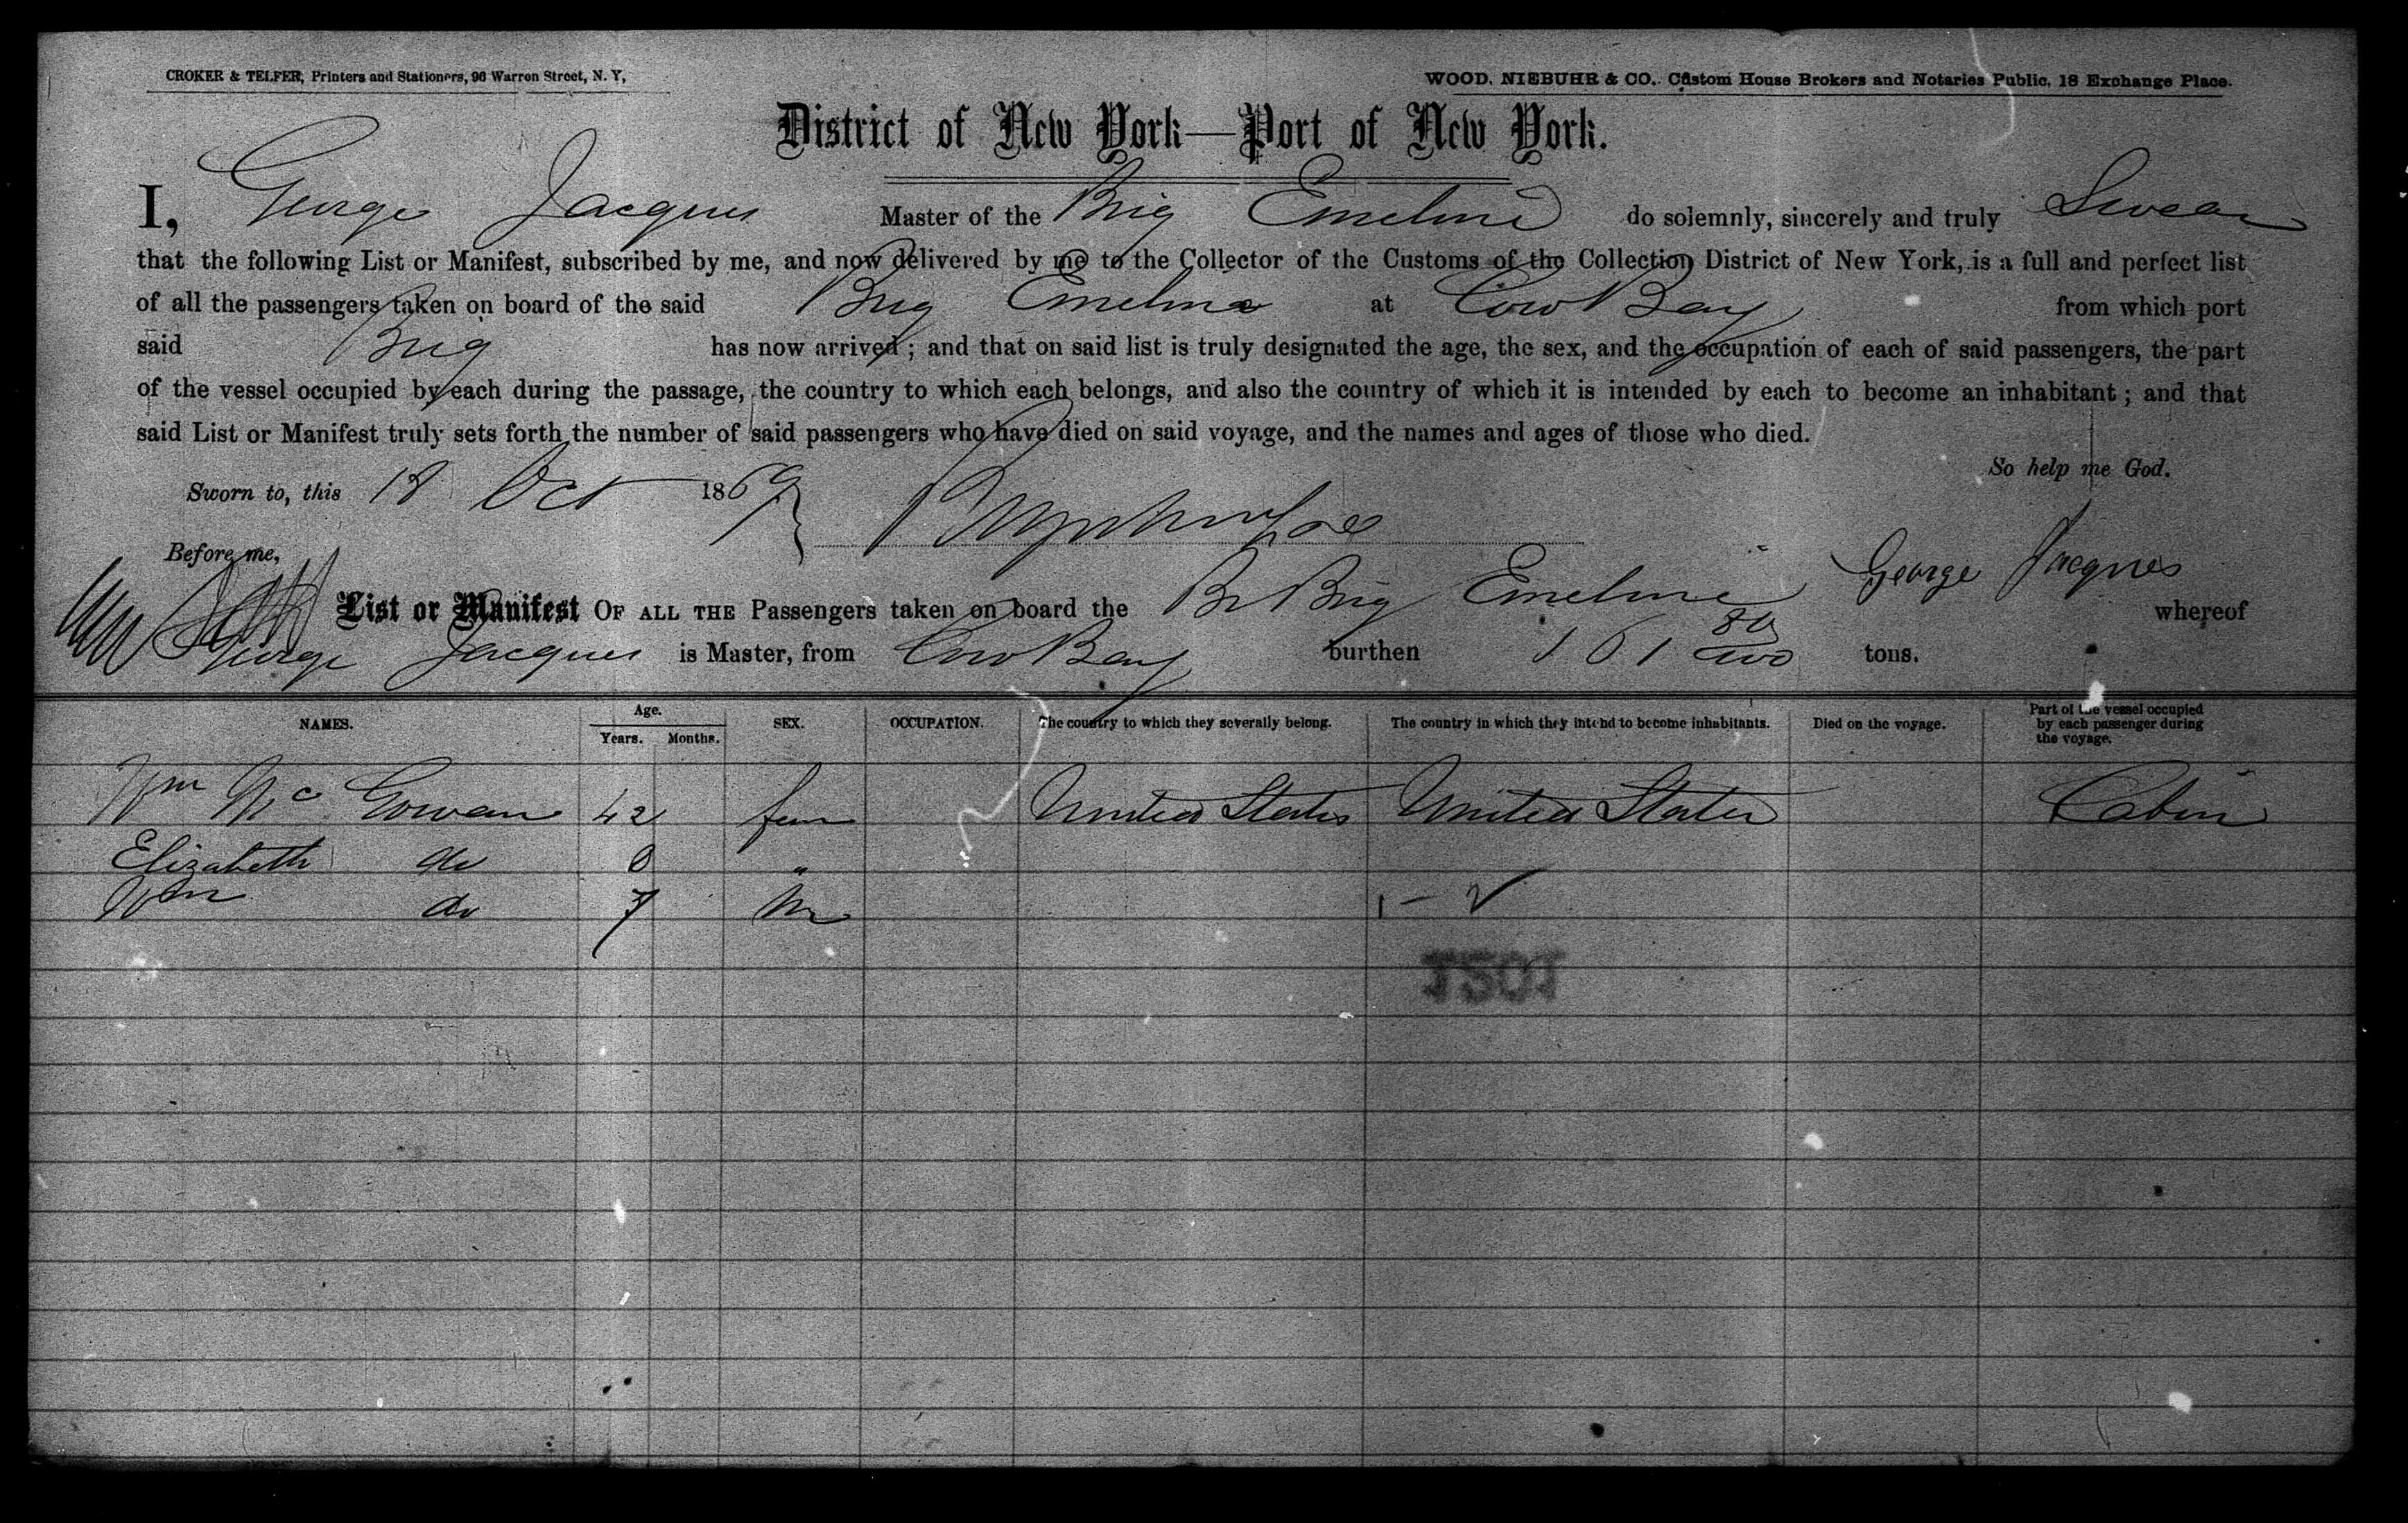 CROKER & TELFER, Printers and Stationers, 96 Warren Street, N. Y,
WOOD, NIEBUHR & CO., Custom House Brokers and Notaries Public, 18 Exchange Place.
District of New York—Port of New York.
I, George Jacques Master of the Brig Emeline do solemnly, sincerely and truly Swear
that the following List or Manifest, subscribed by me, and now delivered by me to the Collector of the Customs of the Collection District of New York, is a full and perfect list
of all the passengers taken on board of the said Brig Emeline at Cow Bay from which port
said Brig has now arrived; and that on said list is truly designated the age, the sex, and the occupation of each of said passengers, the part
of the vessel occupied by each during the passage, the country to which each belongs, and also the country of which it is intended by each to become an inhabitant; and that
said List or Manifest truly sets forth the number of said passengers who have died on said voyage, and the names and ages of those who died.
So help me God.
Sworn to, this 18 Oct 1869
Before me,
George Jacques
List or Manifest OF ALL THE Passengers taken on board the Br Brig Emeline whereof
George Jacques is Master, from Cow Bay burthen 161 80/100 tons.
NAMES. Age. Years. Months. SEX. OCCUPATION. The country to which they severally belong. The country in which they intend to become inhabitants. Died on the voyage. Part of the vessel occupied by each passenger during the voyage.
Wm Mc Gowan 42 fem United States United States Cabin
Elizabeth do "
Wm do 7 M
1 – 2 ✓
1201